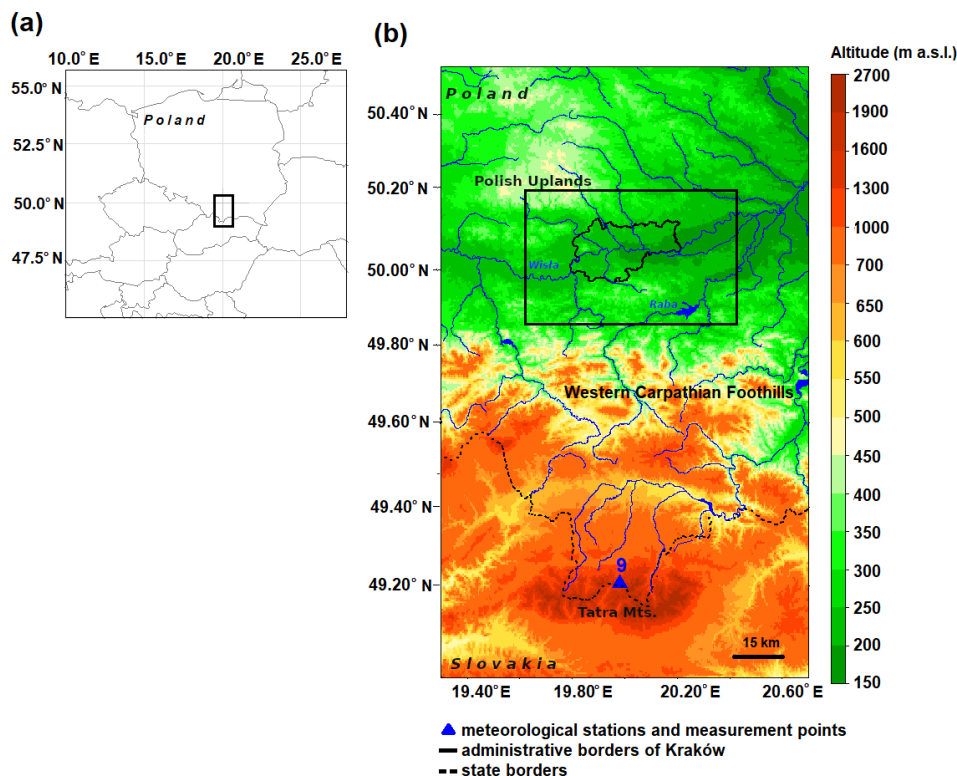 (a)
10.0° E 15.0° E 20.0° E 25.0° E
55.0° N
52.5° N
50.0° N
47.5° N
Poland
(b)
Altitude (m a.s.l.)
2700
1900
1600
1300
1000
700
650
600
550
500
450
400
350
300
250
200
150
50.40° N
50.20° N
50.00° N
49.80° N
49.60° N
49.40° N
49.20° N
Poland
Polish Uplands
Wisła
Raba
Western Carpathian Foothills
9
Tatra Mts.
15 km
Slovakia
19.40° E 19.80° E 20.20° E 20.60° E
meteorological stations and measurement points
administrative borders of Kraków
state borders